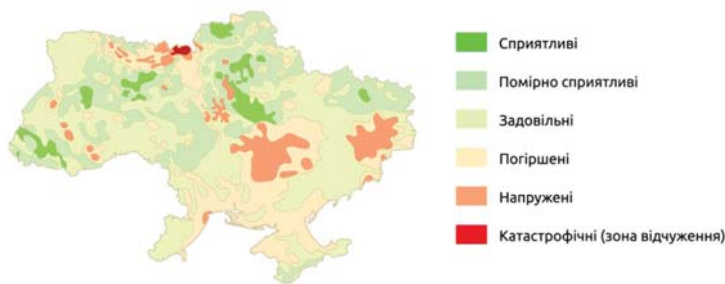 Сприятливі
Помірно сприятливі
Задовільні
Погіршені
Напружені
Катастрофічні (зона відчуження)